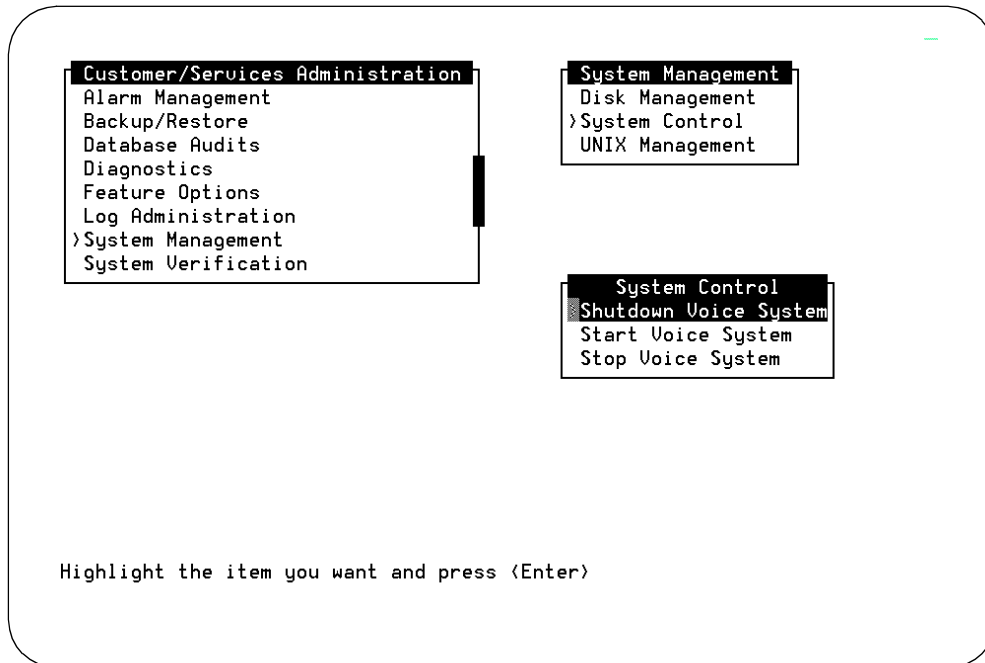 Customer/Services Administration
Alarm Management
Backup/Restore
Database Audits
Diagnostics
Feature Options
Log Administration
>System Management
System Verification
System Management
Disk Management
>System Control
UNIX Management
System Control
>Shutdown Voice System
Start Voice System
Stop Voice System
Highlight the item you want and press <Enter>